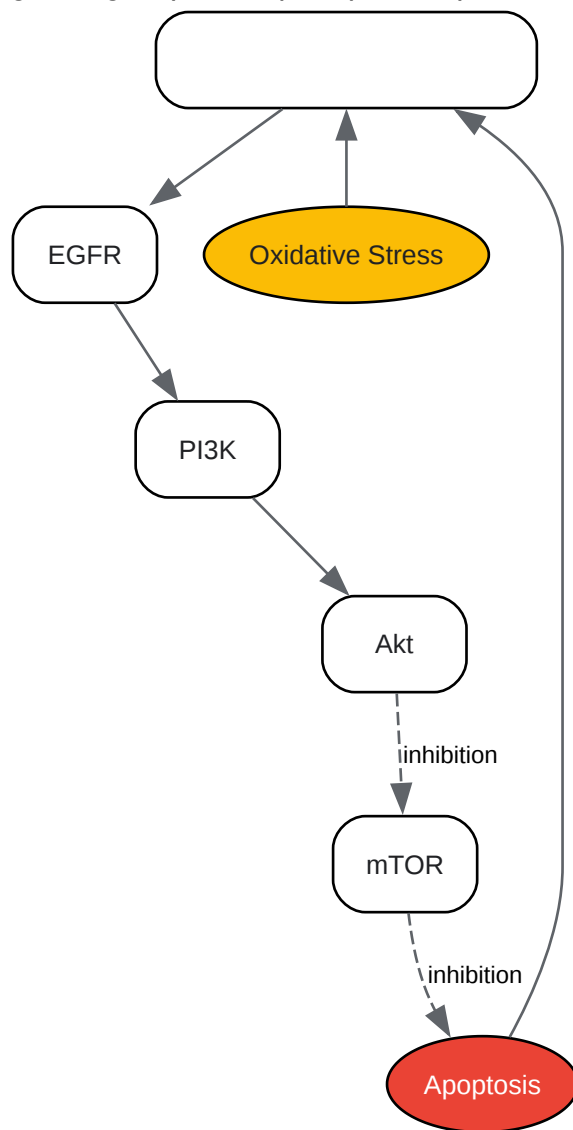 EGFR
Oxidative Stress
PI3K
Akt
inhibition
mTOR
inhibition
Apoptosis